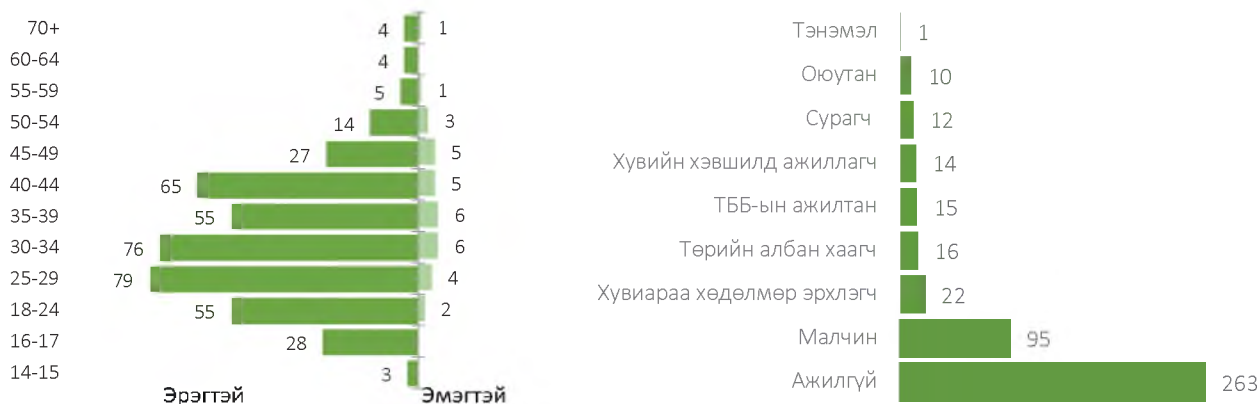 70+ 4 1
60-64 4
55-59 5 1
50-54 14 3
45-49 27 5
40-44 65 5
35-39 55 6
30-34 76 6
25-29 79 4
18-24 55 2
16-17 28
14-15 3
Эрэгтэй Эмэгтэй
Тэнэмэл 1
Оюутан 10
Сурагч 12
Хувийн хэвшилд ажиллагч 14
ТББ-ын ажилтан 15
Төрийн албан хаагч 16
Хувиараа хөдөлмөр эрхлэгч 22
Малчин 95
Ажилгүй 263